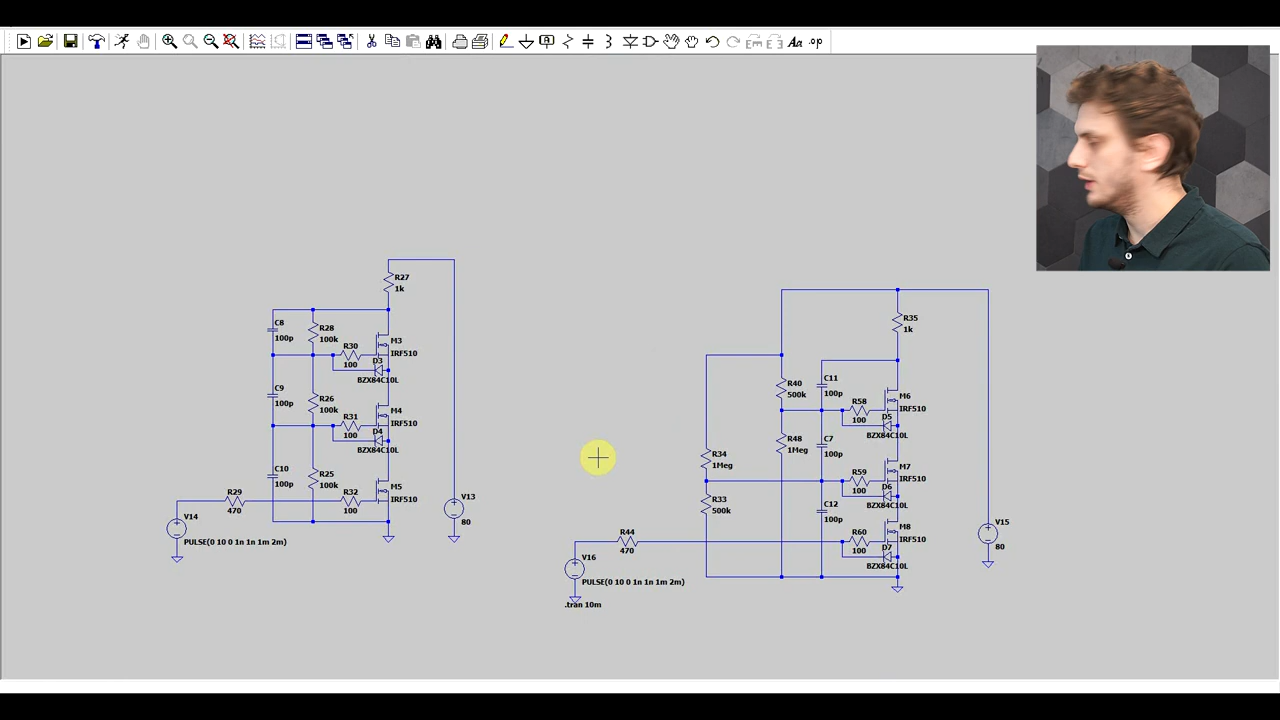 Aa .op
R27
1k
C8
100p
R28
100k
R30
100
M3
IRF510
D3
BZX84C10L
C9
100p
R26
100k
R31
100
M4
IRF510
D4
BZX84C10L
C10
100p
R25
100k
R29
470
R32
100
M5
IRF510
V14
PULSE(0 10 0 1n 1n 1m 2m)
V13
80
R35
1k
R40
500k
C11
100p
R58
100
M6
IRF510
D5
BZX84C10L
R48
1Meg
C7
100p
R34
1Meg
R59
100
M7
IRF510
D6
BZX84C10L
R33
500k
C12
100p
R44
470
R60
100
M8
IRF510
D7
BZX84C10L
V16
PULSE(0 10 0 1n 1n 1m 2m)
.tran 10m
V15
80